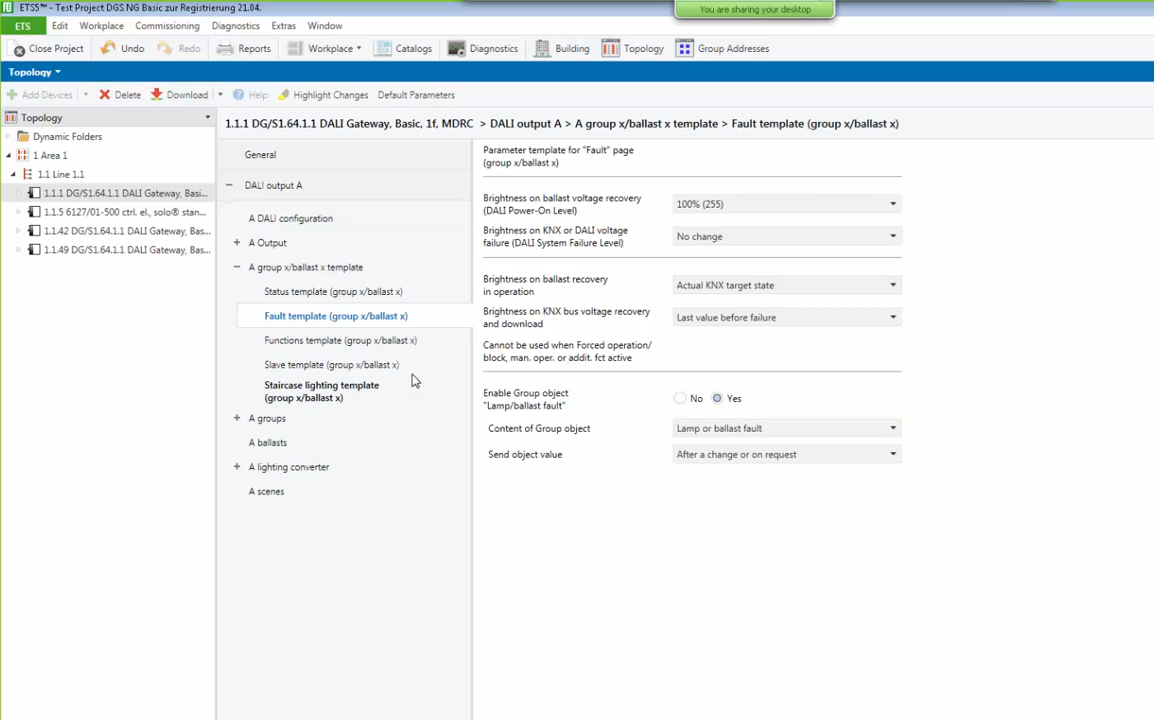 ETS5™ - Test Project DGS NG Basic zur Registrierung 21.04.
You are sharing your desktop
ETS Edit Workplace Commissioning Diagnostics Extras Window
Close Project Undo Redo Reports Workplace Catalogs Diagnostics Building Topology Group Addresses
Topology
Add Devices Delete Download Help Highlight Changes Default Parameters
Topology
Dynamic Folders
1 Area 1
1.1 Line 1.1
1.1.1 DG/S1.64.1.1 DALI Gateway, Basi...
1.1.5 6127/01-500 ctrl. el., solo® stan...
1.1.42 DG/S1.64.1.1 DALI Gateway, Bas...
1.1.49 DG/S1.64.1.1 DALI Gateway, Bas...
1.1.1 DG/S1.64.1.1 DALI Gateway, Basic, 1f, MDRC > DALI output A > A group x/ballast x template > Fault template (group x/ballast x)
General
DALI output A
A DALI configuration
A Output
A group x/ballast x template
Status template (group x/ballast x)
Fault template (group x/ballast x)
Functions template (group x/ballast x)
Slave template (group x/ballast x)
Staircase lighting template
(group x/ballast x)
A groups
A ballasts
A lighting converter
A scenes
Parameter template for "Fault" page
(group x/ballast x)
Brightness on ballast voltage recovery
(DALI Power-On Level)
100% (255)
Brightness on KNX or DALI voltage
failure (DALI System Failure Level)
No change
Brightness on ballast recovery
in operation
Actual KNX target state
Brightness on KNX bus voltage recovery
and download
Last value before failure
Cannot be used when Forced operation/
block, man. oper. or addit. fct active
Enable Group object
"Lamp/ballast fault"
No Yes
Content of Group object
Lamp or ballast fault
Send object value
After a change or on request